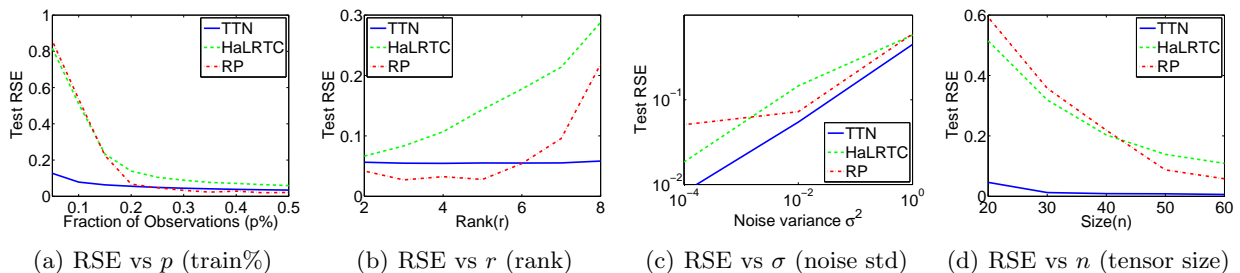 1
0.8
0.6
0.4
0.2
0
Test RSE
TTN
HaLRTC
RP
0.1 0.2 0.3 0.4 0.5
Fraction of Observations (p%)
(a) RSE vs p (train%)
0.3
0.2
0.1
0
Test RSE
TTN
HaLRTC
RP
2 4 6 8
Rank(r)
(b) RSE vs r (rank)
10⁻¹
10⁻²
Test RSE
TTN
HaLRTC
RP
10⁻⁴ 10⁻² 10⁰
Noise variance σ²
(c) RSE vs σ (noise std)
0.6
0.4
0.2
0
Test RSE
TTN
HaLRTC
RP
20 30 40 50 60
Size(n)
(d) RSE vs n (tensor size)